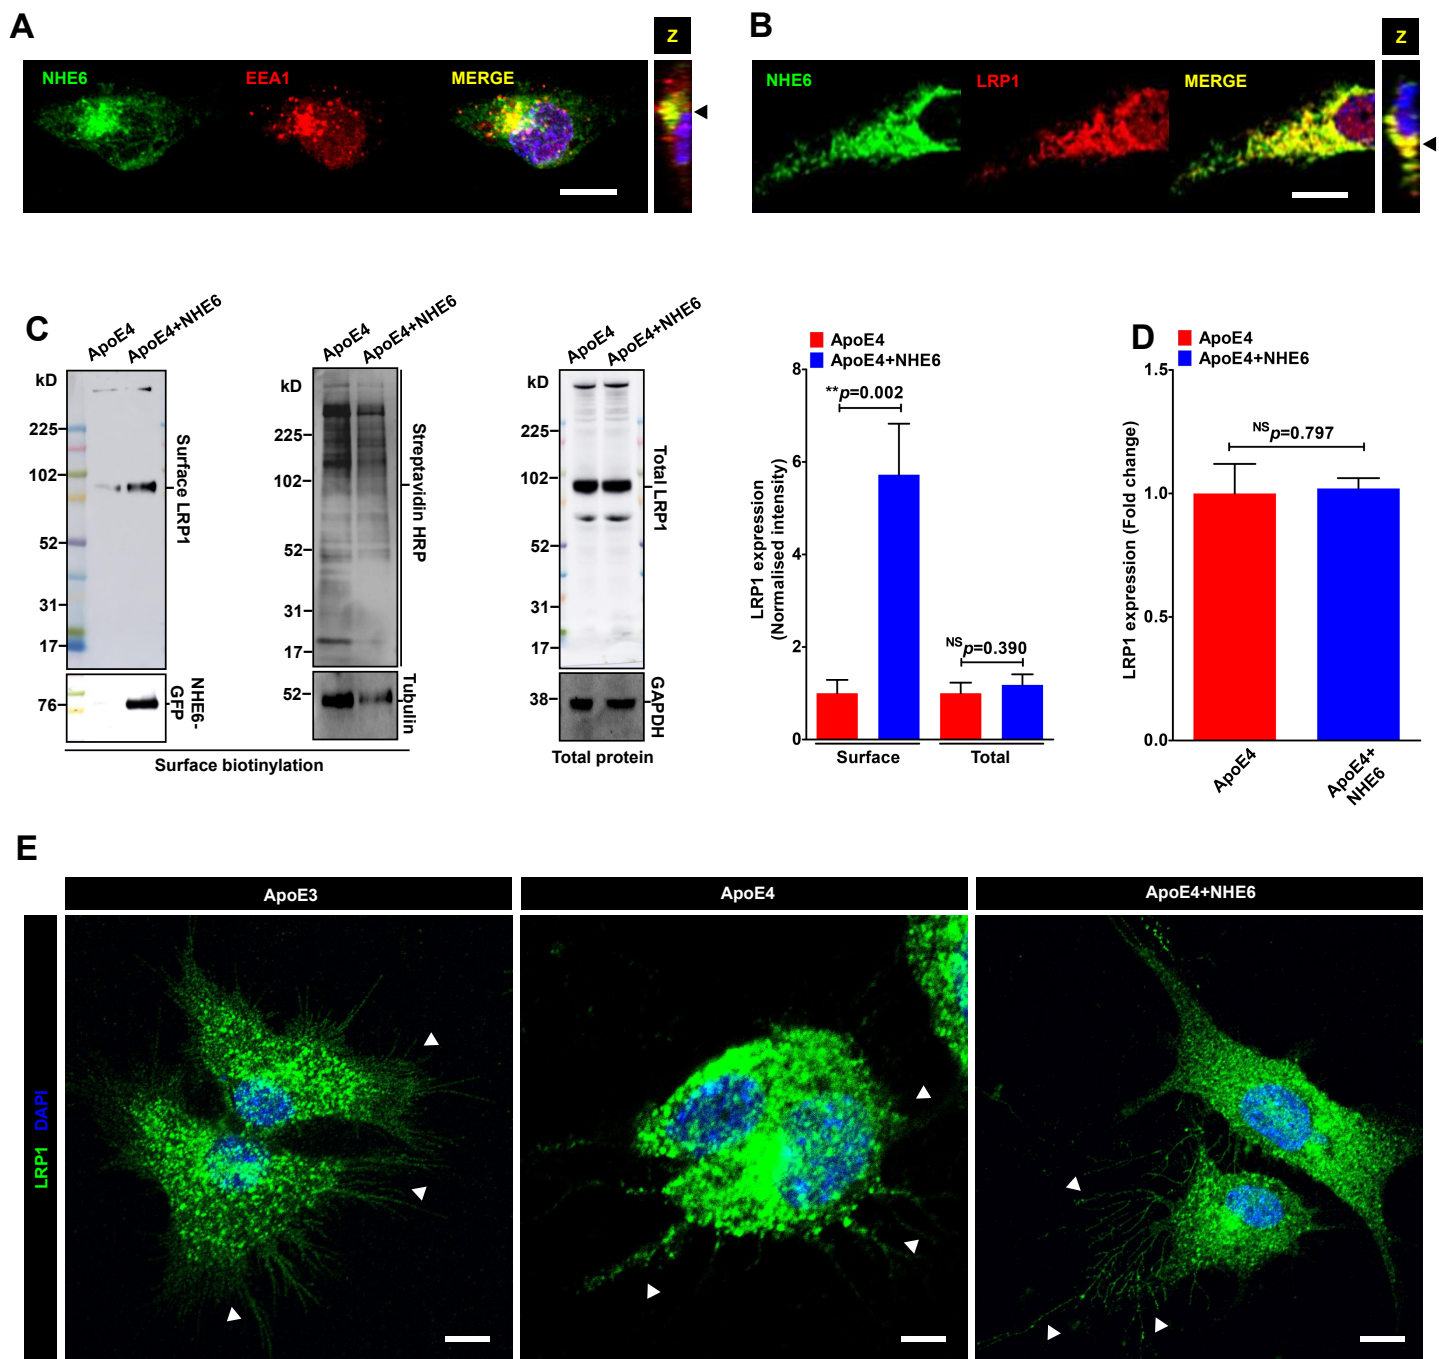 A
B
Z
Z
NHE6
EEA1
MERGE
NHE6
LRP1
MERGE
C
ApoE4
ApoE4+NHE6
kD
225
102
52
31
17
Surface LRP1
76
NHE6-
GFP
ApoE4
ApoE4+NHE6
kD
225
102
52
31
17
Streptavidin HRP
52
Tubulin
Surface biotinylation
ApoE4
ApoE4+NHE6
kD
225
102
52
31
17
Total LRP1
38
GAPDH
Total protein
ApoE4
ApoE4+NHE6
8
6
4
2
0
LRP1 expression
(Normalised intensity)
**p=0.002
NSp=0.390
Surface
Total
D
ApoE4
ApoE4+NHE6
1.5
1.0
0.5
0.0
LRP1 expression (Fold change)
NSp=0.797
ApoE4
ApoE4+
NHE6
E
ApoE3
ApoE4
ApoE4+NHE6
LRP1 DAPI